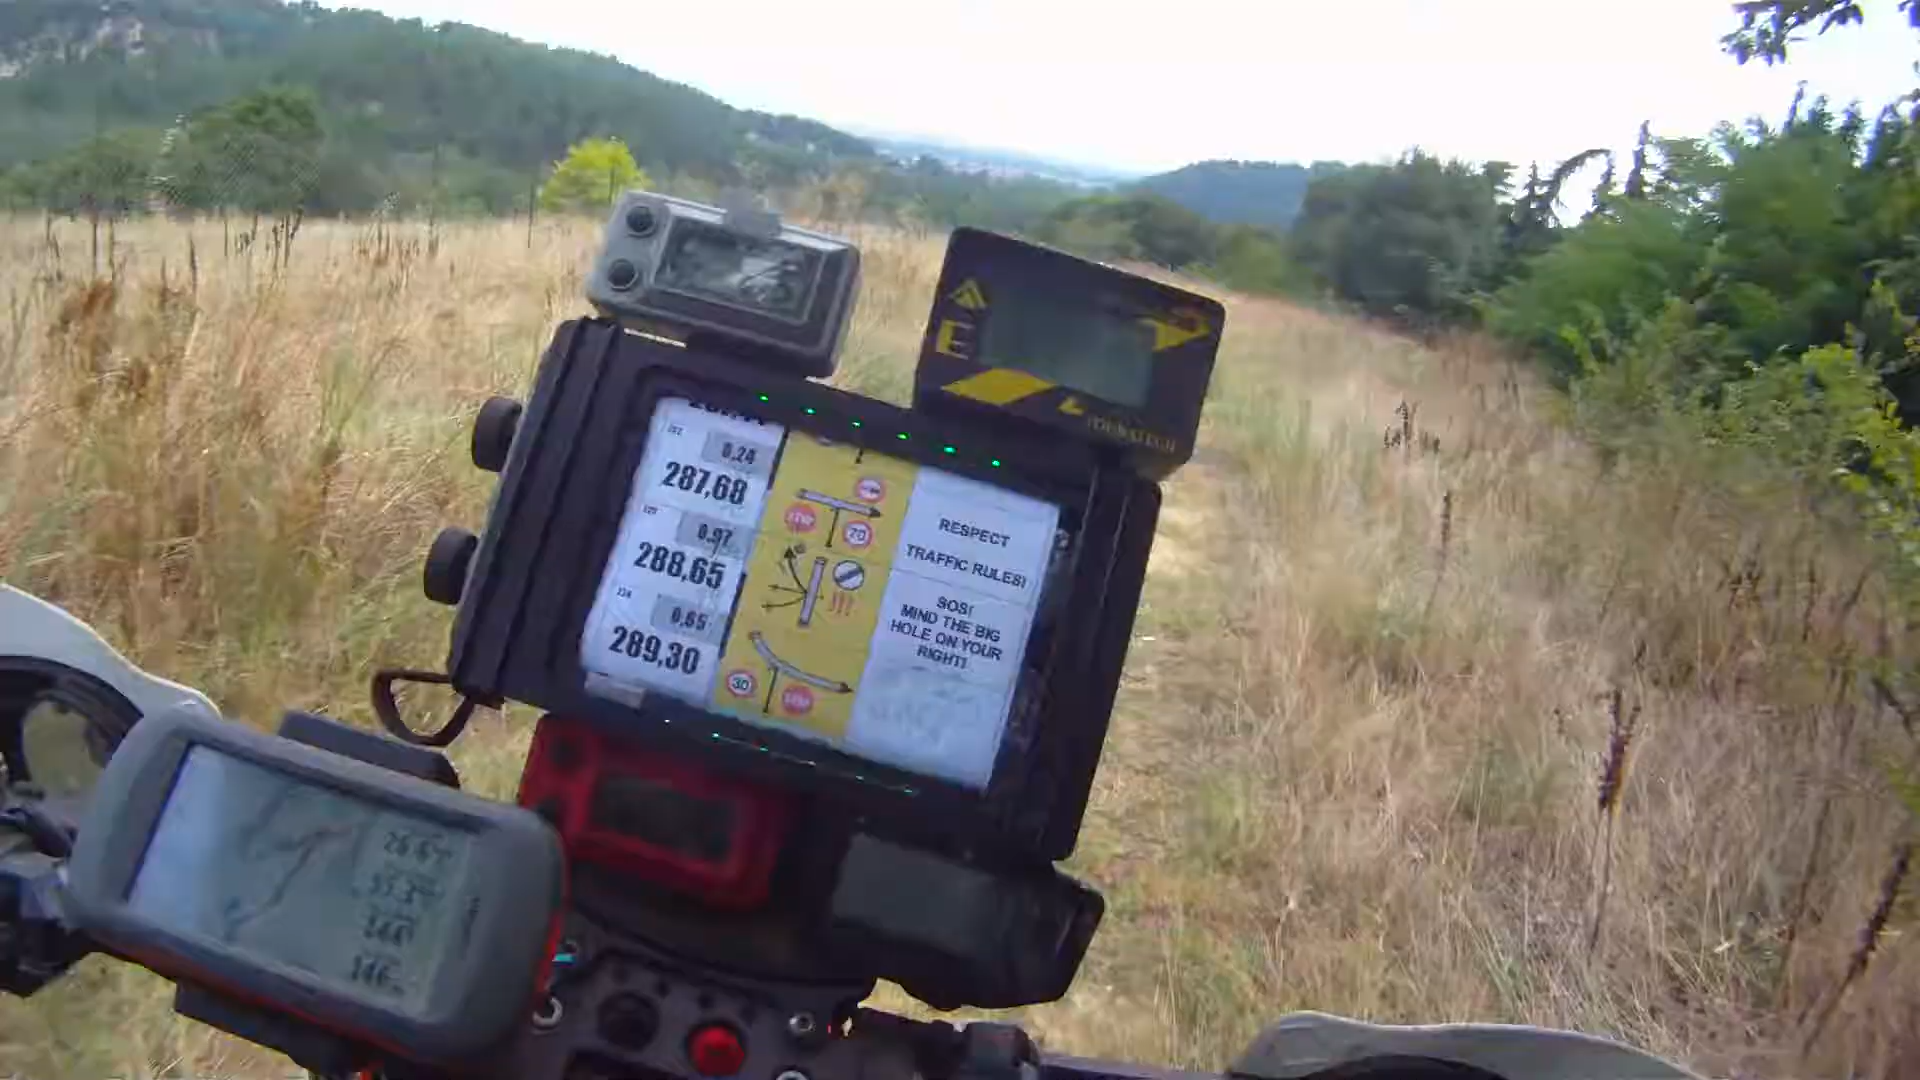 0,24
287,68
STOP
70
RESPECT
TRAFFIC RULES!
0,97
288,65
!!!
SOS!
MIND THE BIG
HOLE ON YOUR
RIGHT!
0,65
289,30
30
STOP
E
TOURATECH